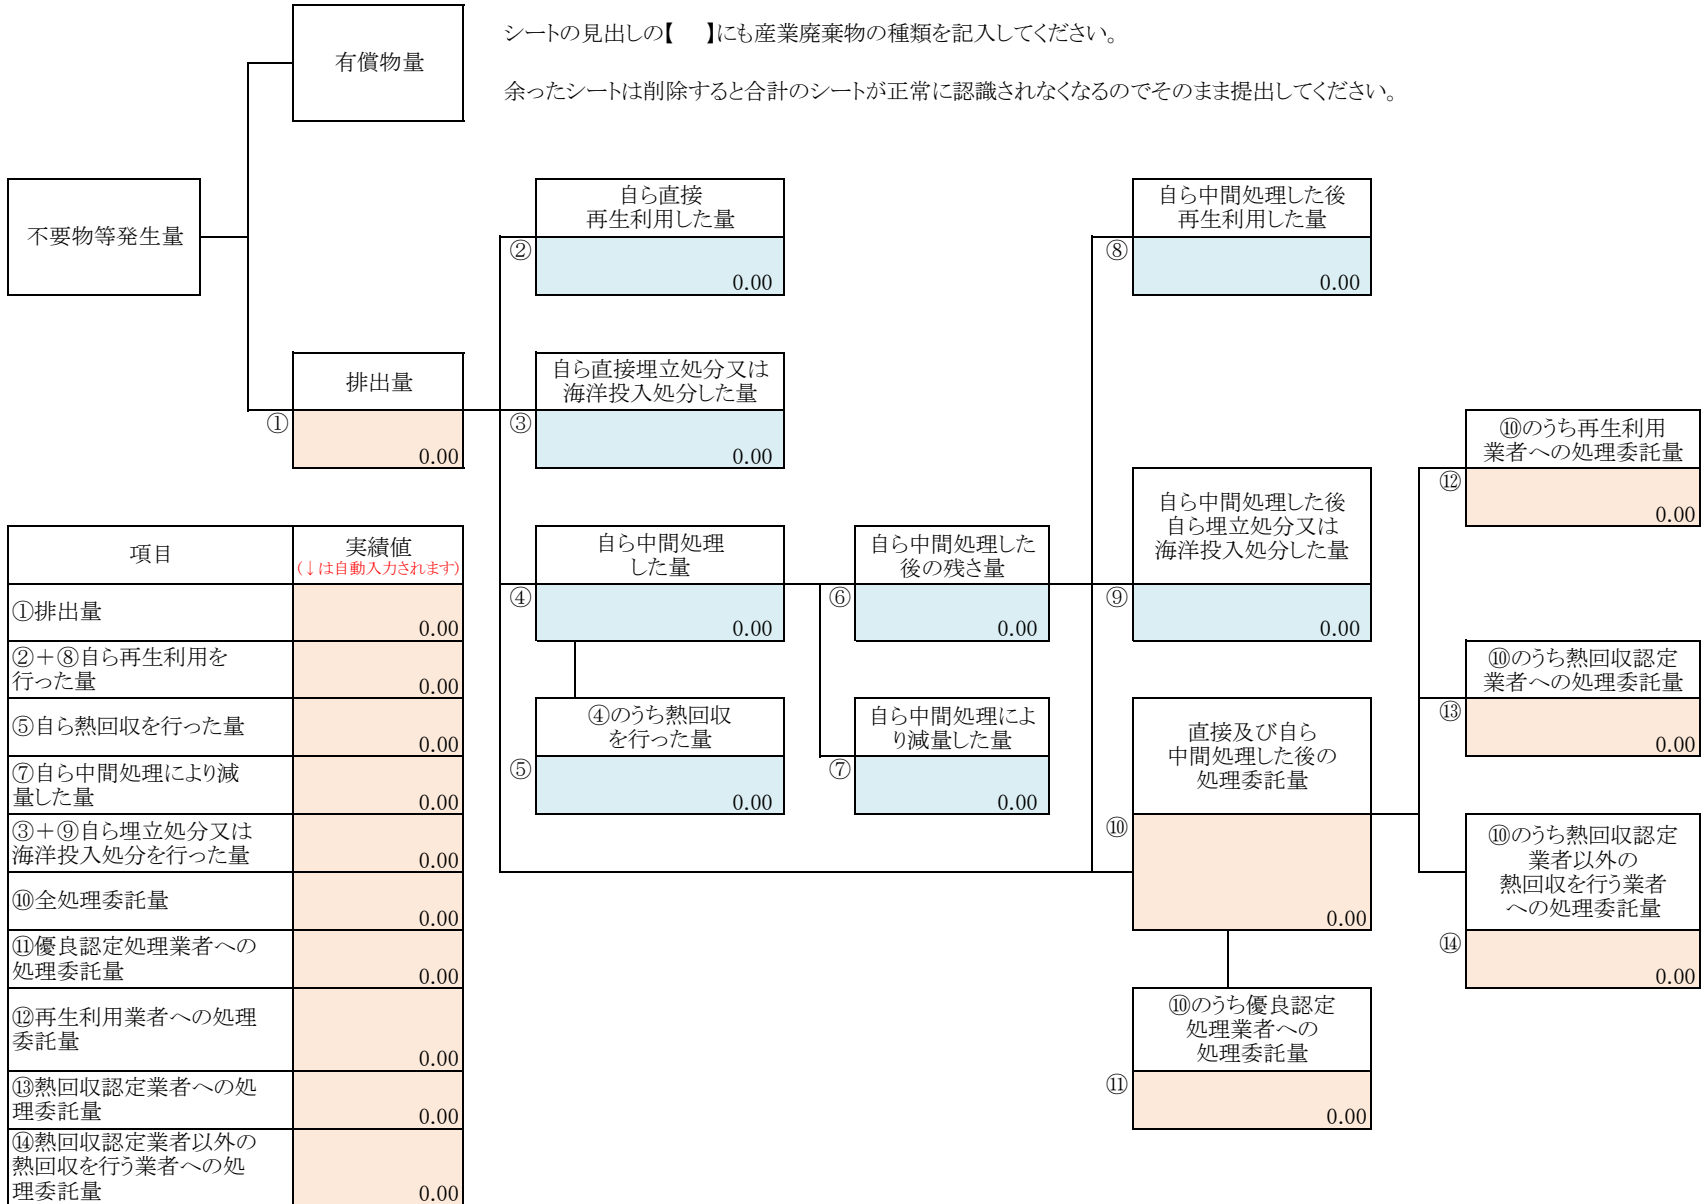 有償物量
シートの見出しの【　】にも産業廃棄物の種類を記入してください。
余ったシートは削除すると合計のシートが正常に認識されなくなるのでそのまま提出してください。
不要物等発生量
自ら直接
再生利用した量
②
0.00
自ら中間処理した後
再生利用した量
⑧
0.00
排出量
①
0.00
自ら直接埋立処分又は
海洋投入処分した量
③
0.00
⑩のうち再生利用
業者への処理委託量
⑫
0.00
自ら中間処理
した量
④
0.00
自ら中間処理した
後の残さ量
⑥
0.00
自ら中間処理した後
自ら埋立処分又は
海洋投入処分した量
⑨
0.00
⑩のうち熱回収認定
業者への処理委託量
⑬
0.00
④のうち熱回収
を行った量
⑤
0.00
自ら中間処理によ
り減量した量
⑦
0.00
直接及び自ら
中間処理した後の
処理委託量
⑩
0.00
⑩のうち熱回収認定
業者以外の
熱回収を行う業者
への処理委託量
⑭
0.00
⑩のうち優良認定
処理業者への
処理委託量
⑪
0.00
項目
実績値
(↓は自動入力されます)
①排出量
0.00
②＋⑧自ら再生利用を
行った量
0.00
⑤自ら熱回収を行った量
0.00
⑦自ら中間処理により減
量した量
0.00
③＋⑨自ら埋立処分又は
海洋投入処分を行った量
0.00
⑩全処理委託量
0.00
⑪優良認定処理業者への
処理委託量
0.00
⑫再生利用業者への処理
委託量
0.00
⑬熱回収認定業者への処
理委託量
0.00
⑭熱回収認定業者以外の
熱回収を行う業者への処
理委託量
0.00